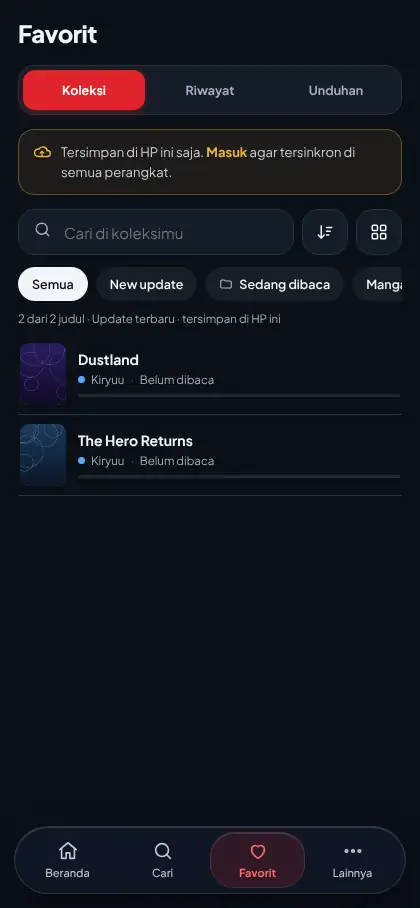 Favorit
Koleksi
Riwayat
Unduhan
Tersimpan di HP ini saja. Masuk agar tersinkron di
semua perangkat.
Cari di koleksimu
Semua
New update
Sedang dibaca
Manga
2 dari 2 judul · Update terbaru · tersimpan di HP ini
Dustland
Kiryuu · Belum dibaca
The Hero Returns
Kiryuu · Belum dibaca
Beranda
Cari
Favorit
Lainnya